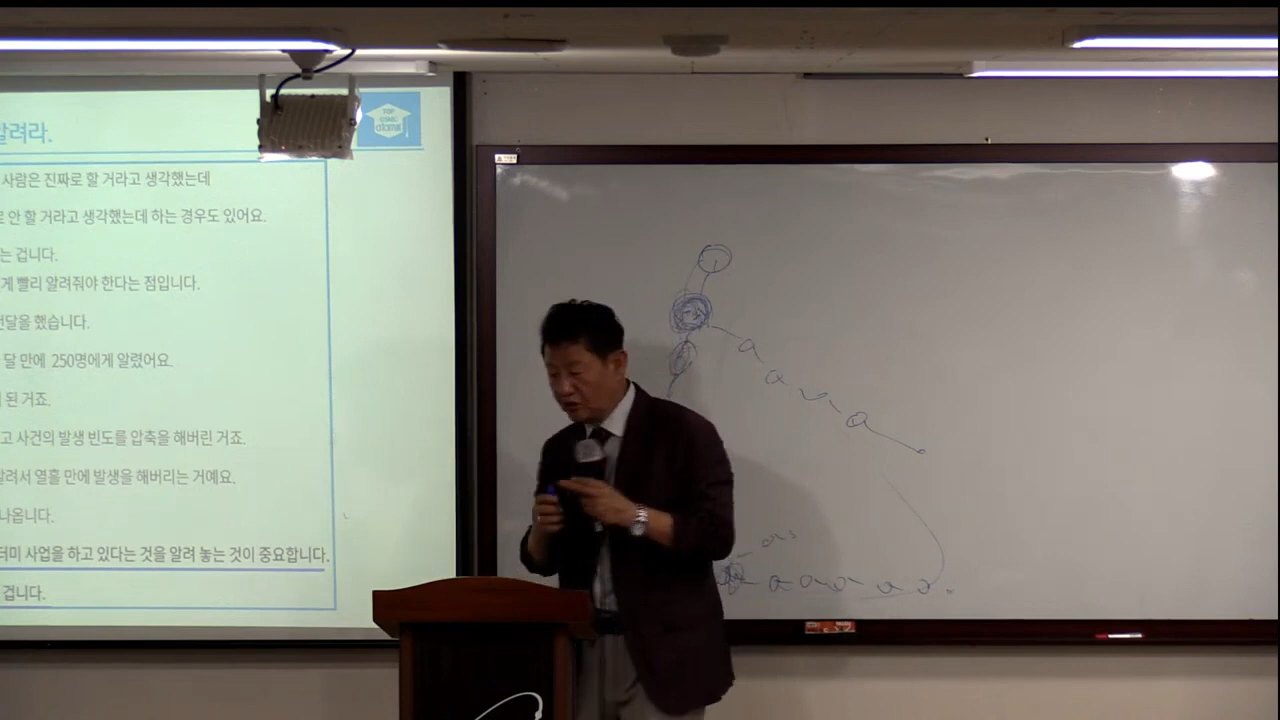 알려라.
TOP
atomi
사람은 진짜로 할 거라고 생각했는데
로 안 할 거라고 생각했는데 하는 경우도 있어요.
는 겁니다.
게 빨리 알려줘야 한다는 점입니다.
전달을 했습니다.
달 만에 250명에게 알렸어요.
된 거죠.
고 사건의 발생 빈도를 압축을 해버린 거죠.
알려서 열흘 만에 발생을 해버리는 거예요.
나옵니다.
터미 사업을 하고 있다는 것을 알려 놓는 것이 중요합니다.
겁니다.